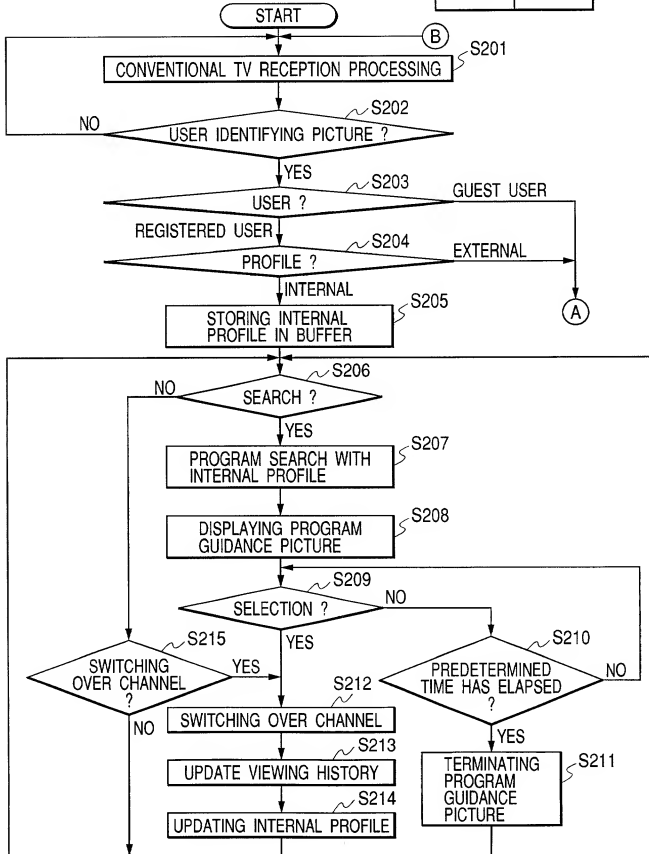 START
B
S201
CONVENTIONAL TV RECEPTION PROCESSING
S202
NO
USER IDENTIFYING PICTURE ?
YES
S203
GUEST USER
USER ?
REGISTERED USER
S204
EXTERNAL
PROFILE ?
INTERNAL
A
S205
STORING INTERNAL
PROFILE IN BUFFER
S206
NO
SEARCH ?
YES
S207
PROGRAM SEARCH WITH
INTERNAL PROFILE
S208
DISPLAYING PROGRAM
GUIDANCE PICTURE
S209
NO
SELECTION ?
YES
S215
SWITCHING
OVER CHANNEL
?
YES
NO
S210
PREDETERMINED
TIME HAS ELAPSED
?
NO
YES
S212
SWITCHING OVER CHANNEL
S213
UPDATE VIEWING HISTORY
S214
UPDATING INTERNAL PROFILE
S211
TERMINATING
PROGRAM
GUIDANCE
PICTURE